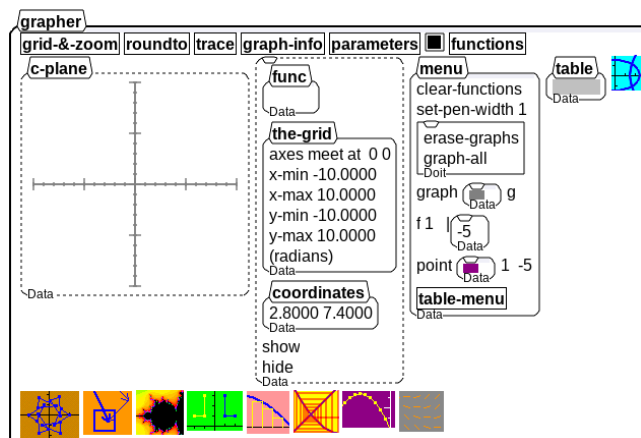 grapher
grid-&-zoom roundto trace graph-info parameters functions
c-plane
Data
func
Data
the-grid
axes meet at 0 0
x-min -10.0000
x-max 10.0000
y-min -10.0000
y-max 10.0000
(radians)
Data
coordinates
2.8000 7.4000
Data
show
hide
Data
menu
clear-functions
set-pen-width 1
erase-graphs
graph-all
Doit
graph Data g
f 1 | -5
Data
point Data 1 -5
table-menu
Data
table
Data